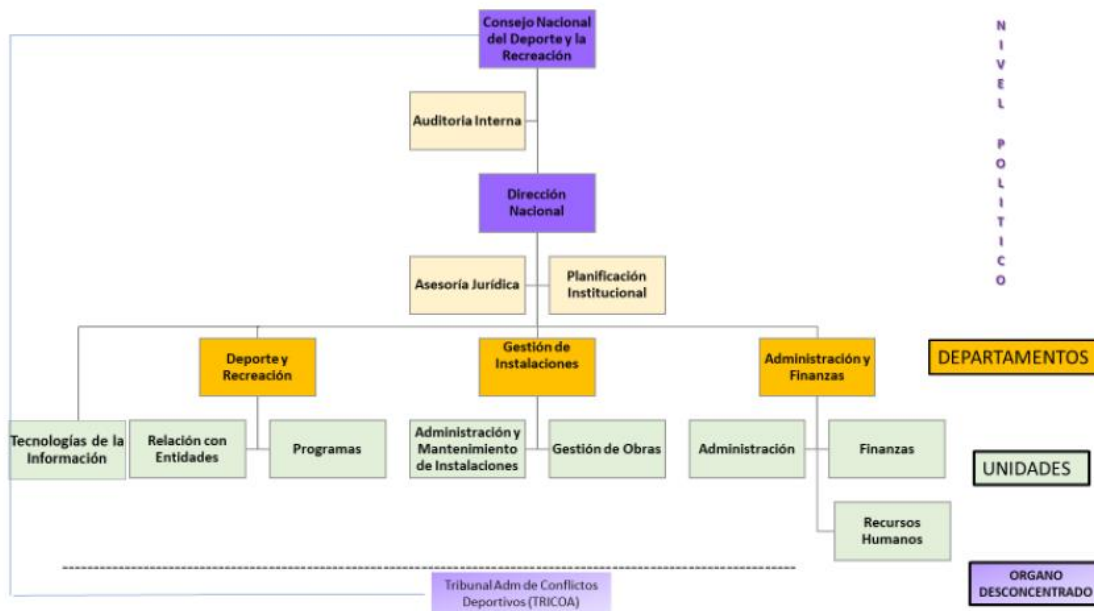 Consejo Nacional
del Deporte y la
Recreación
Auditoria Interna
Dirección
Nacional
Asesoría Jurídica
Planificación
Institucional
NIVEL POLITICO
Deporte y
Recreación
Gestión de
Instalaciones
Administración y
Finanzas
DEPARTAMENTOS
Tecnologías de la
Información
Relación con
Entidades
Programas
Administración y
Mantenimiento
de Instalaciones
Gestión de Obras
Administración
Finanzas
UNIDADES
Recursos
Humanos
Tribunal Adm de Conflictos
Deportivos (TRICOA)
ORGANO
DESCONCENTRADO